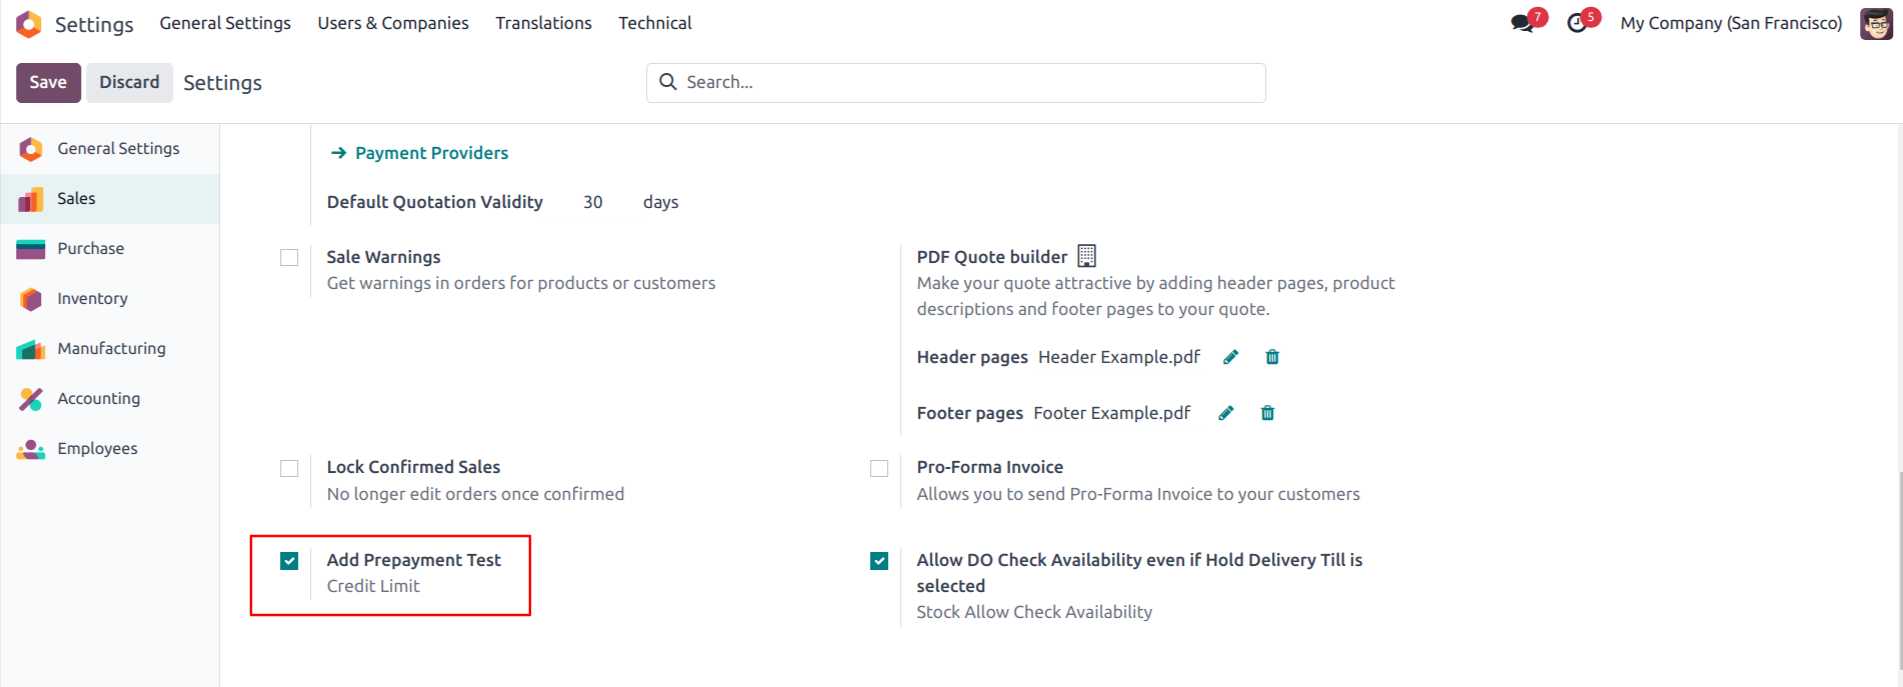 Settings General Settings Users & Companies Translations Technical 7 5 My Company (San Francisco)
Save Discard Settings Search...
General Settings
Sales
Purchase
Inventory
Manufacturing
Accounting
Employees
→ Payment Providers
Default Quotation Validity 30 days
Sale Warnings
Get warnings in orders for products or customers
PDF Quote builder
Make your quote attractive by adding header pages, product
descriptions and footer pages to your quote.
Header pages Header Example.pdf
Footer pages Footer Example.pdf
Lock Confirmed Sales
No longer edit orders once confirmed
Pro-Forma Invoice
Allows you to send Pro-Forma Invoice to your customers
Add Prepayment Test
Credit Limit
Allow DO Check Availability even if Hold Delivery Till is
selected
Stock Allow Check Availability